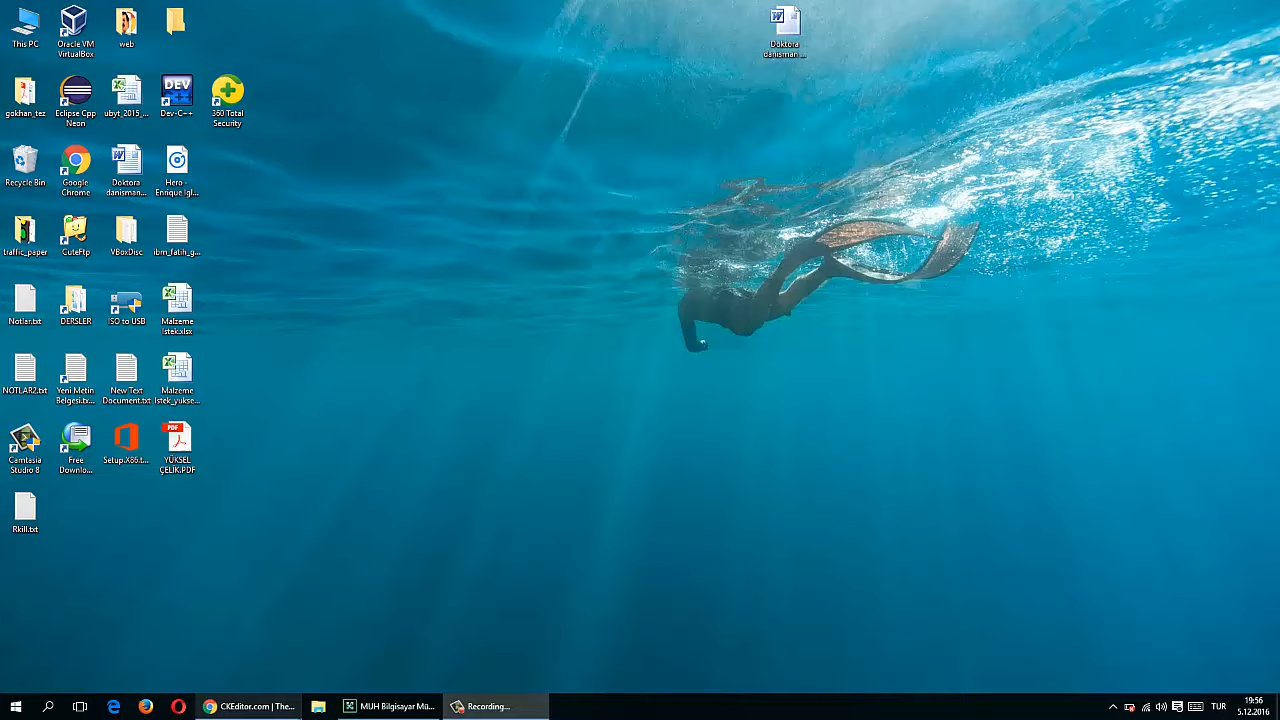 This PC
Oracle VM
VirtualBox
web
Doktora
danisman...
gokhan_tez
Eclipse Cpp
Neon
ubyt_2015_...
DEV
Dev-C++
360 Total
Security
Recycle Bin
Google
Chrome
Doktora
danisman...
Hero -
Enrique Igl...
traffic_paper
CuteFtp
VBoxDisc
ibm_fatih_g...
Notlar.txt
DERSLER
ISO to USB
Malzeme
Istek.xlsx
NOTLAR2.txt
Yeni Metin
Belgesi.tx...
New Text
Document.txt
Malzeme
Istek_yukse...
Camtasia
Studio 8
Free
Downlo...
Setup.X86.t...
PDF
YÜKSEL
ÇELİK.PDF
Rkill.txt
CKEditor.com | The...
MUH Bilgisayar Mü...
Recording...
TUR
19:56
5.12.2016